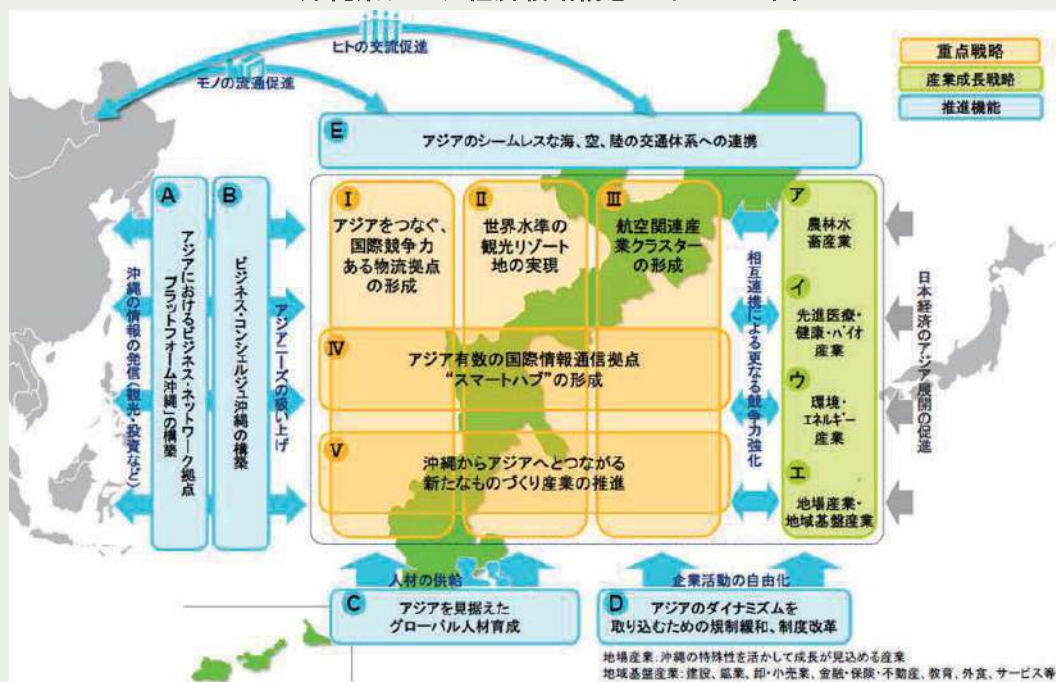 ヒトの交流促進
モノの流通促進
重点戦略
産業成長戦略
推進機能
E
アジアのシームレスな海、空、陸の交通体系への連携
沖縄の情報の発信(観光・投資など)
A
アジアにおけるビジネス・ネットワーク拠点
「プラットフォーム沖縄」の構築
B
ビジネス・コンシェルジュ沖縄の構築
アジアニーズの吸い上げ
Ⅰ
アジアをつなぐ、
国際競争力
ある物流拠点
の形成
Ⅱ
世界水準の
観光リゾート
地の実現
Ⅲ
航空関連産
業クラスター
の形成
Ⅳ
アジア有数の国際情報通信拠点
“スマートハブ”の形成
Ⅴ
沖縄からアジアへとつながる
新たなものづくり産業の推進
相互連携による更なる競争力強化
ア
農林水
畜産業
イ
先進医療・
健康・バイオ
産業
ウ
環境・
エネルギー
産業
エ
地場産業・
地域基盤産業
日本経済のアジア展開の促進
人材の供給
C
アジアを見据えた
グローバル人材育成
企業活動の自由化
D
アジアのダイナミズムを
取り込むための規制緩和、制度改革
地場産業:沖縄の特殊性を活かして成長が見込める産業
地域基盤産業:建設、鉱業、卸・小売業、金融・保険・不動産、教育、外食、サービス等